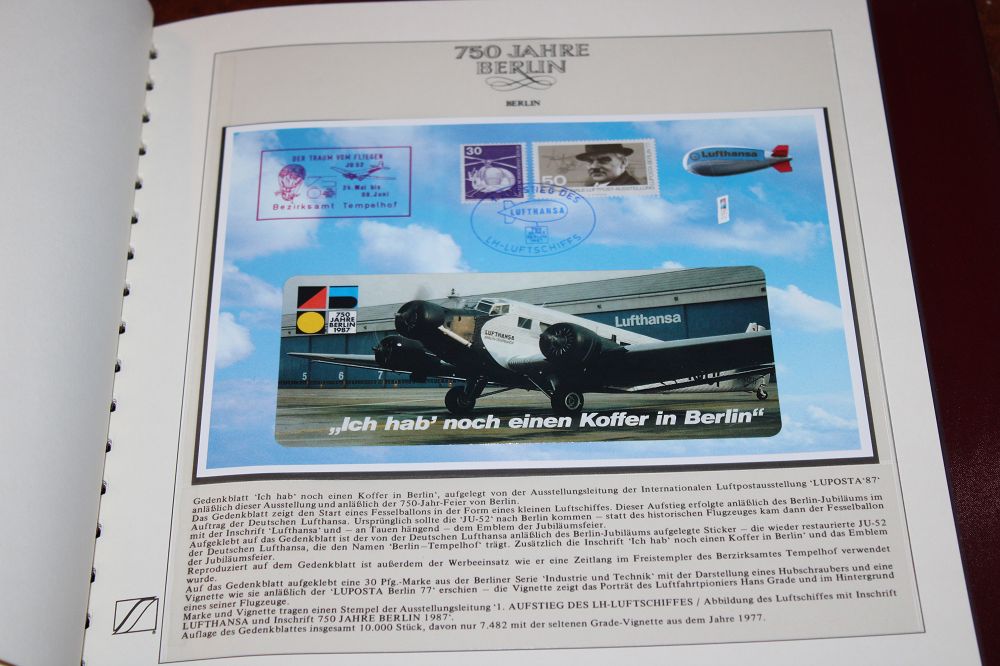 750 JAHRE
BERLIN
BERLIN
DER TRAUM VOM FLIEGEN
JU 52
24. Mai bis
08. Juni
Bezirksamt Tempelhof
30
50
Lufthansa
AUFSTIEG DES
LUFTHANSA
750
JAHRE
BERLIN
1987
LH-LUFTSCHIFFS
750
JAHRE
BERLIN
1987
Lufthansa
LUFTHANSA
5 6 7
„Ich hab' noch einen Koffer in Berlin"
Gedenkblatt 'Ich hab' noch einen Koffer in Berlin', aufgelegt von der Ausstellungsleitung der Internationalen Luftpostausstellung 'LUPOSTA'87'
anläßlich dieser Ausstellung und anläßlich der 750-Jahr-Feier von Berlin.
Das Gedenkblatt zeigt den Start eines Fesselballons in der Form eines kleinen Luftschiffes. Dieser Aufstieg erfolgte anläßlich des Berlin-Jubiläums im
Auftrag der Deutschen Lufthansa. Ursprünglich sollte die 'JU-52' nach Berlin kommen — statt des historischen Flugzeuges kam dann der Fesselballon
mit der Inschrift 'Lufthansa' und — an Tauen hängend — dem Emblem der Jubiläumsfeier.
Aufgeklebt auf das Gedenkblatt ist der von der Deutschen Lufthansa anläßlich des Berlin-Jubiläums aufgelegte Sticker — die wieder restaurierte JU-52
der Deutschen Lufthansa, die den Namen 'Berlin—Tempelhof' trägt. Zusätzlich die Inschrift 'Ich hab' noch einen Koffer in Berlin' und das Emblem
der Jubiläumsfeier.
Reproduziert auf dem Gedenkblatt ist außerdem der Werbeeinsatz wie er eine Zeitlang im Freistempler des Berzirksamtes Tempelhof verwendet
wurde.
Auf das Gedenkblatt aufgeklebt eine 30 Pfg.-Marke aus der Berliner Serie 'Industrie und Technik' mit der Darstellung eines Hubschraubers und eine
Vignette wie sie anläßlich der 'LUPOSTA Berlin 77' erschien — die Vignette zeigt das Porträt des Luftfahrtpioniers Hans Grade und im Hintergrund
eines seiner Flugzeuge.
Marke und Vignette tragen einen Stempel der Ausstellungsleitung '1. AUFSTIEG DES LH-LUFTSCHIFFES / Abbildung des Luftschiffes mit Inschrift
LUFTHANSA und Inschrift 750 JAHRE BERLIN 1987'.
Auflage des Gedenkblattes insgesamt 10.000 Stück, davon nur 7.482 mit der seltenen Grade-Vignette aus dem Jahre 1977.